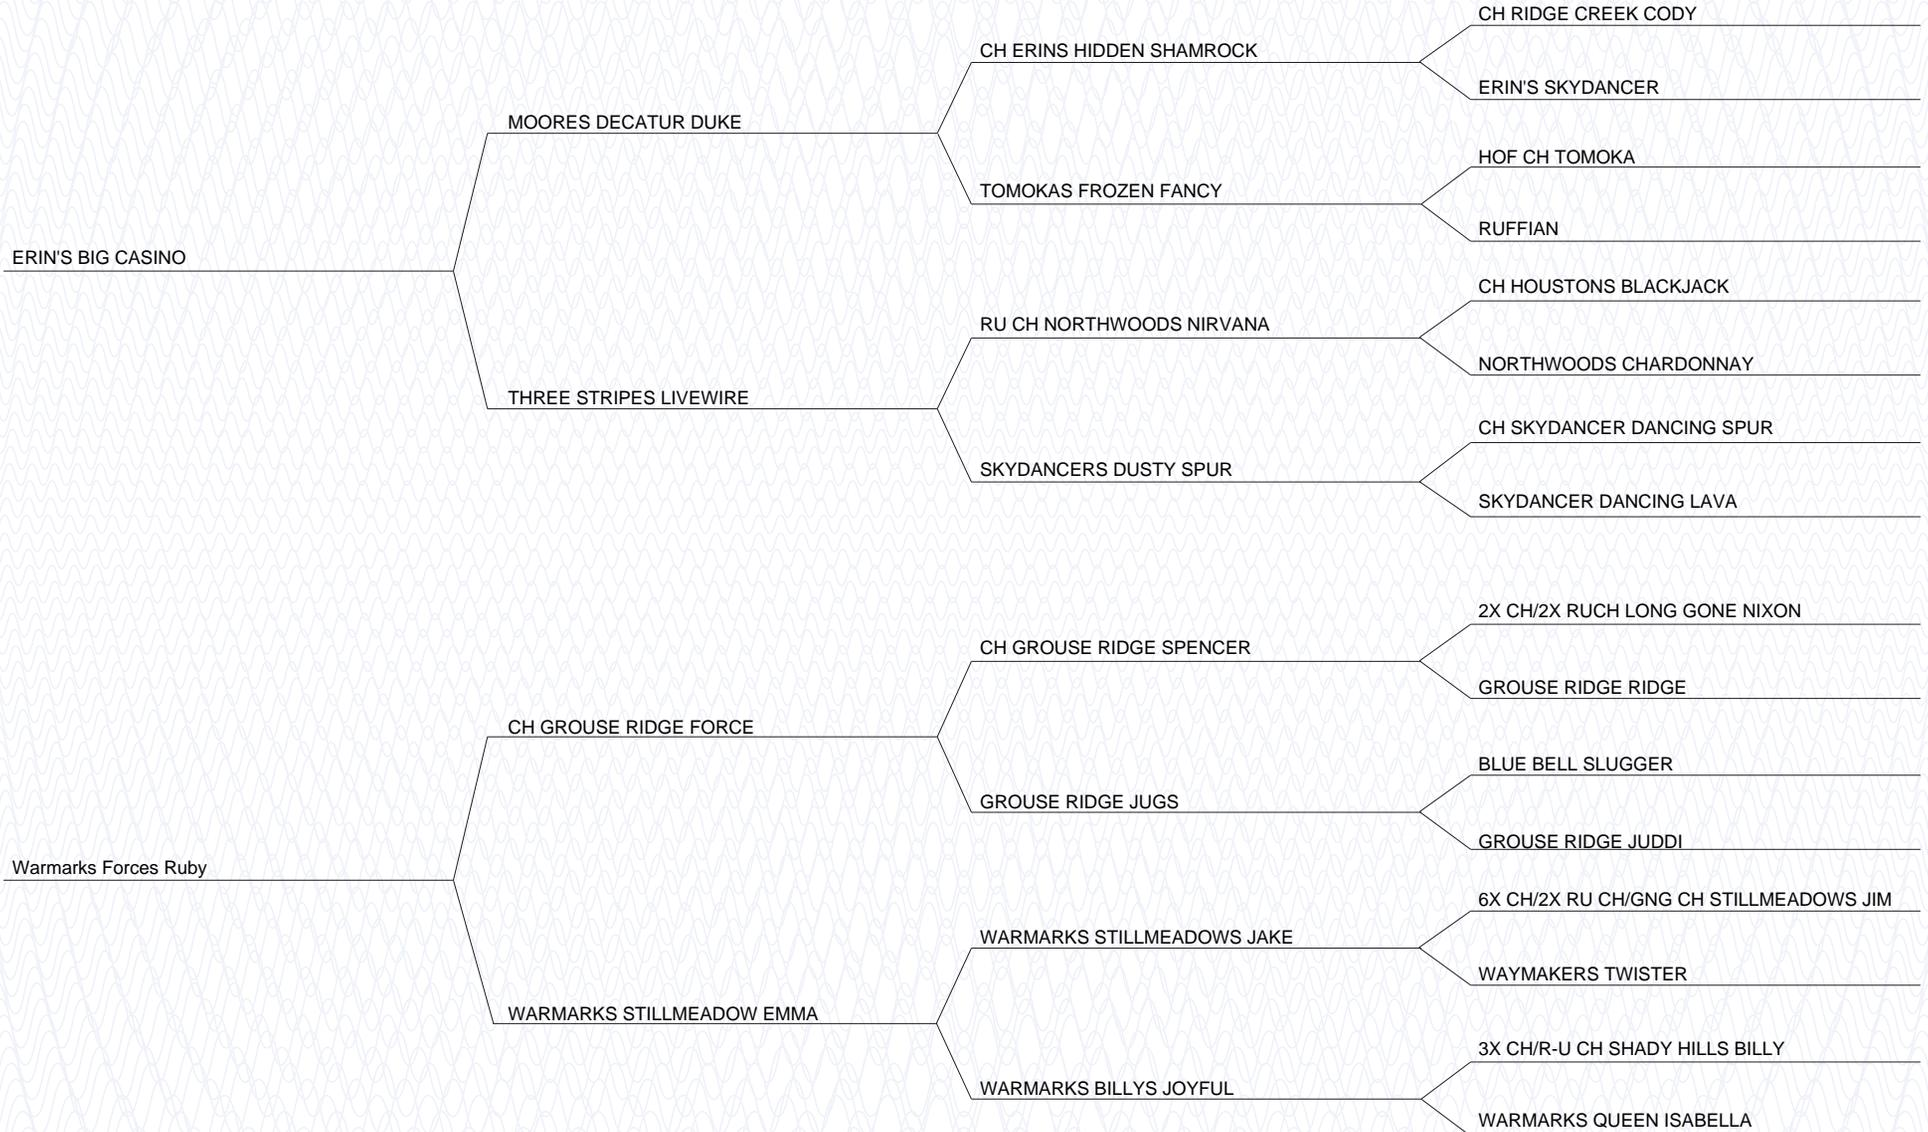 CH RIDGE CREEK CODY
CH ERINS HIDDEN SHAMROCK
ERIN'S SKYDANCER
MOORES DECATUR DUKE
HOF CH TOMOKA
TOMOKAS FROZEN FANCY
RUFFIAN
ERIN'S BIG CASINO
CH HOUSTONS BLACKJACK
RU CH NORTHWOODS NIRVANA
NORTHWOODS CHARDONNAY
THREE STRIPES LIVEWIRE
CH SKYDANCER DANCING SPUR
SKYDANCERS DUSTY SPUR
SKYDANCER DANCING LAVA
2X CH/2X RUCH LONG GONE NIXON
CH GROUSE RIDGE SPENCER
GROUSE RIDGE RIDGE
CH GROUSE RIDGE FORCE
BLUE BELL SLUGGER
GROUSE RIDGE JUGS
GROUSE RIDGE JUDDI
Warmarks Forces Ruby
6X CH/2X RU CH/GNG CH STILLMEADOWS JIM
WARMARKS STILLMEADOWS JAKE
WAYMAKERS TWISTER
WARMARKS STILLMEADOW EMMA
3X CH/R-U CH SHADY HILLS BILLY
WARMARKS BILLYS JOYFUL
WARMARKS QUEEN ISABELLA